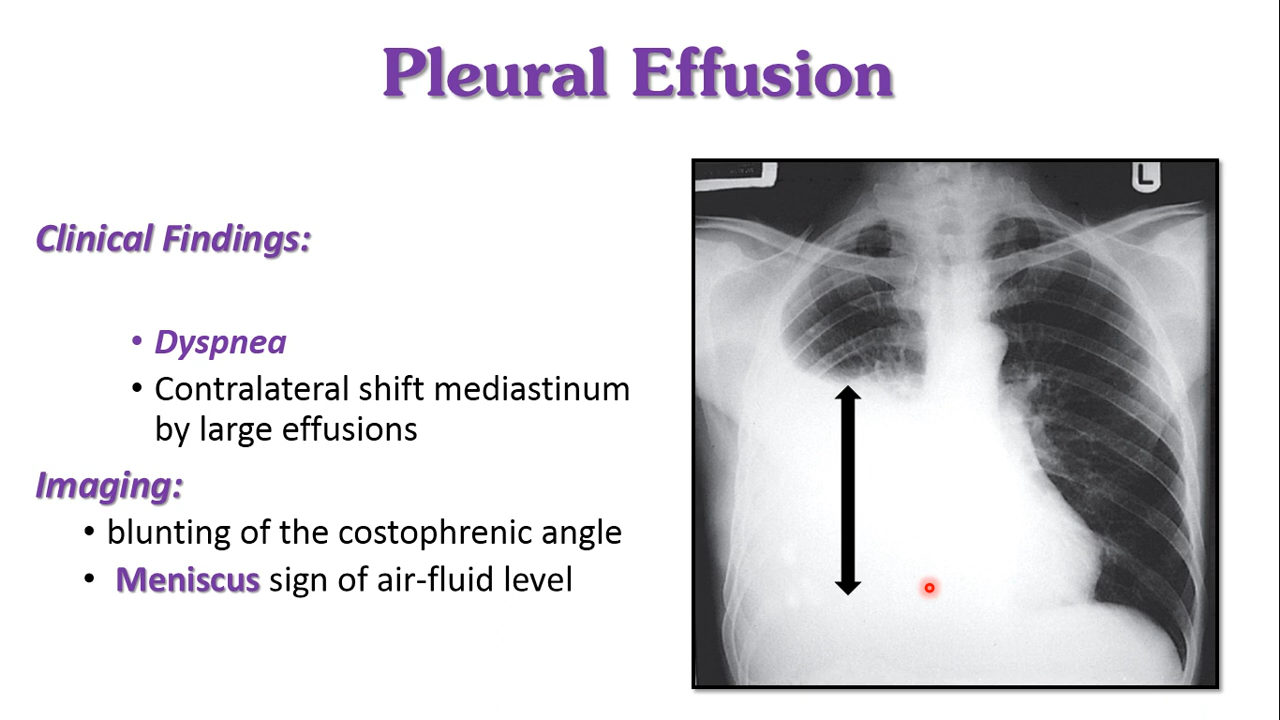 Pleural Effusion
L
Clinical Findings:
• Dyspnea
• Contralateral shift mediastinum
by large effusions
Imaging:
• blunting of the costophrenic angle
• Meniscus sign of air-fluid level